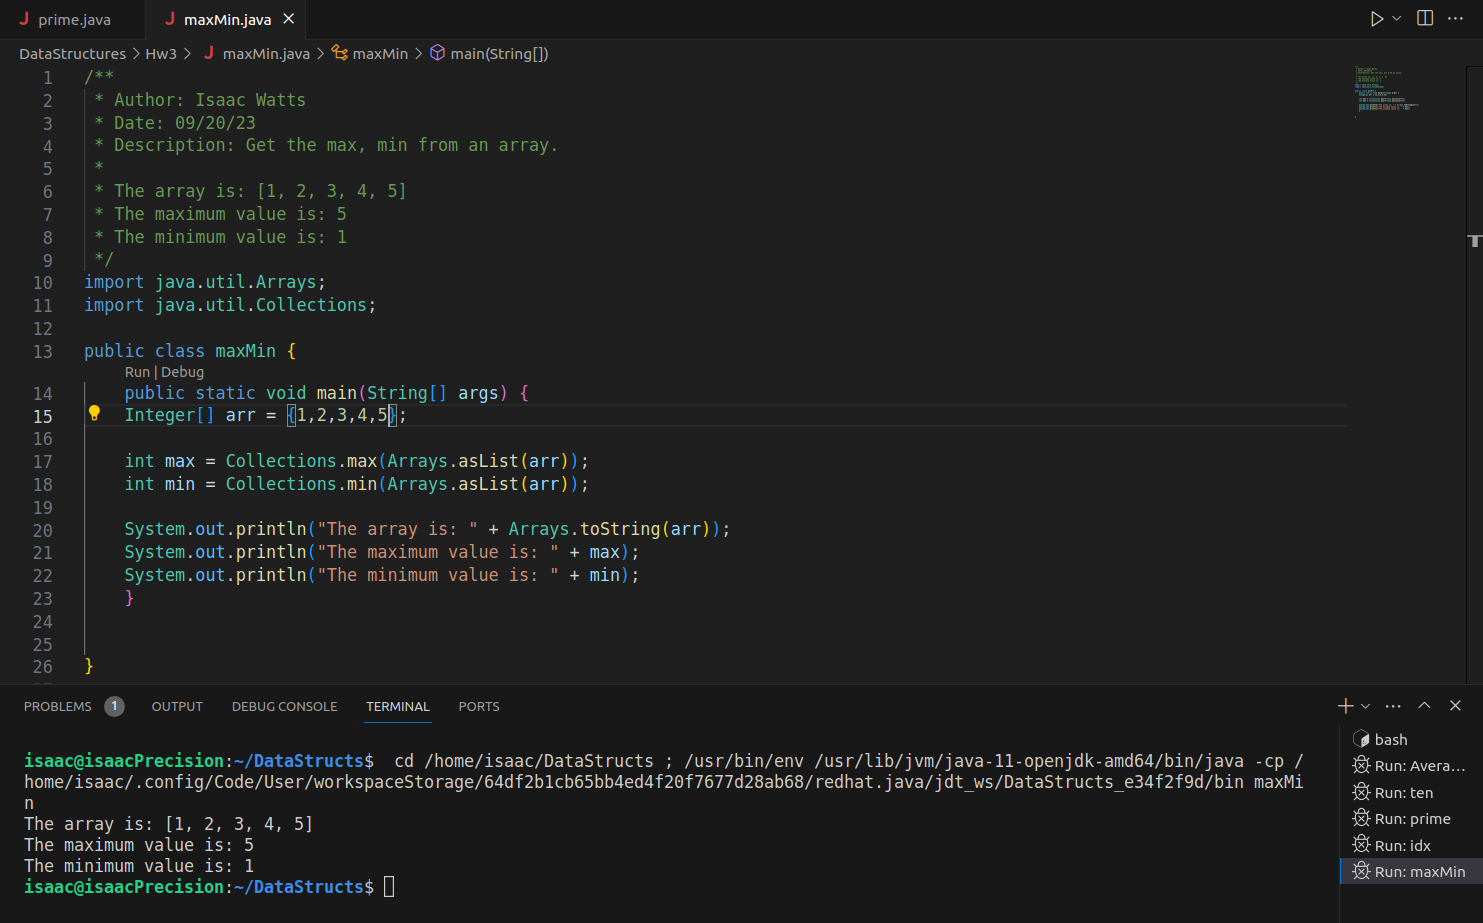 prime.java maxMin.java
DataStructures > Hw3 > maxMin.java > maxMin > main(String[])
1 /**
2 * Author: Isaac Watts
3 * Date: 09/20/23
4 * Description: Get the max, min from an array.
5 *
6 * The array is: [1, 2, 3, 4, 5]
7 * The maximum value is: 5
8 * The minimum value is: 1
9 */
10 import java.util.Arrays;
11 import java.util.Collections;
12
13 public class maxMin {
Run | Debug
14 public static void main(String[] args) {
15 Integer[] arr = {1,2,3,4,5};
16
17 int max = Collections.max(Arrays.asList(arr));
18 int min = Collections.min(Arrays.asList(arr));
19
20 System.out.println("The array is: " + Arrays.toString(arr));
21 System.out.println("The maximum value is: " + max);
22 System.out.println("The minimum value is: " + min);
23 }
24
25
26 }
PROBLEMS 1 OUTPUT DEBUG CONSOLE TERMINAL PORTS
isaac@isaacPrecision:~/DataStructs$  cd /home/isaac/DataStructs ; /usr/bin/env /usr/lib/jvm/java-11-openjdk-amd64/bin/java -cp /
home/isaac/.config/Code/User/workspaceStorage/64df2b1cb65bb4ed4f20f7677d28ab68/redhat.java/jdt_ws/DataStructs_e34f2f9d/bin maxMi
n
The array is: [1, 2, 3, 4, 5]
The maximum value is: 5
The minimum value is: 1
isaac@isaacPrecision:~/DataStructs$
bash
Run: Avera...
Run: ten
Run: prime
Run: idx
Run: maxMin